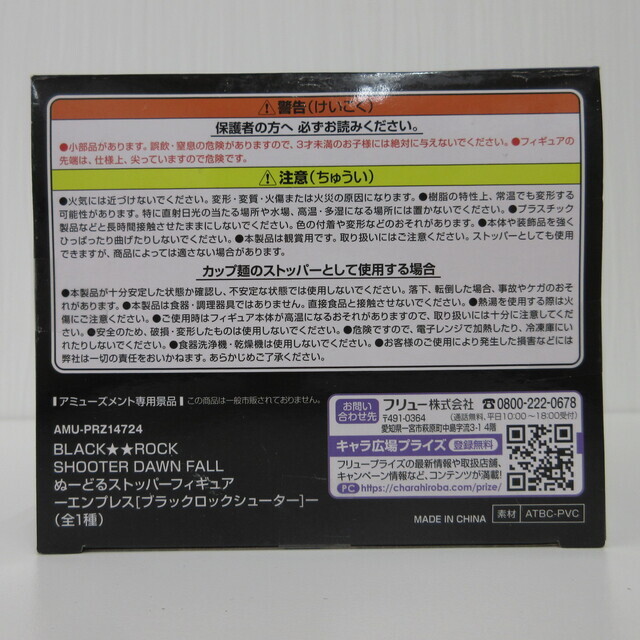 ⚠警告(けいこく)
保護者の方へ 必ずお読みください。
●小部品があります。誤飲・窒息の危険がありますので、3才未満のお子様には絶対に与えないでください。●フィギュアの
先端は、仕様上、尖っていますので危険です。
⚠注意(ちゅうい)
●火気には近づけないでください。変形・変質・火傷または火災の原因になります。●樹脂の特性上、常温でも変形する
可能性があります。特に直射日光の当たる場所や水場、高温・多湿になる場所には置かないでください。●プラスチック
製品などと長時間接触させたままにしないでください。色の付着や変形などのおそれがあります。●本体や装飾品を強く
ひっぱったり曲げたりしないでください。●本製品は観賞用です。取り扱いにはご注意ください。ストッパーとしても使用
できますが、商品によっては適さない場合があります。
カップ麺のストッパーとして使用する場合
●本製品が十分安定した状態か確認し、不安定な状態では使用しないでください。落下、転倒した場合、事故やケガのおそ
れがあります。●本製品は食器・調理器具ではありません。直接食品と接触させないでください。●熱湯を使用する際は火
傷にご注意ください。●ご使用時はフィギュア本体が高温になるおそれがありますので、取り扱いには十分に注意してくだ
さい。●安全のため、破損・変形したものは使用しないでください。●危険ですので、電子レンジで加熱したり、冷凍庫にい
れたりしないでください。●食器洗浄機・乾燥機は使用しないでください。●お客様のご使用により発生した損害などには
弊社は一切の責任をおいかねます。あらかじめご了承ください。
┃アミューズメント専用景品┃この商品は一般市販されておりません。
AMU-PRZ14724
BLACK★★ROCK
SHOOTER DAWN FALL
ぬーどるストッパーフィギュア
ーエンプレス[ブラックロックシューター]ー
(全1種)
お問い
合わせ先
フリュー株式会社 ☎0800-222-0678
〒491-0364 (通話無料、平日10:00~18:00受付)
愛知県一宮市萩原町中島字流3-1 4階
キャラ広場プライズ 登録無料
フリュープライズの最新情報や取扱店舗、
キャンペーン情報など、コンテンツが満載!
PC https://charahiroba.com/prize/
MADE IN CHINA 素材 ATBC-PVC